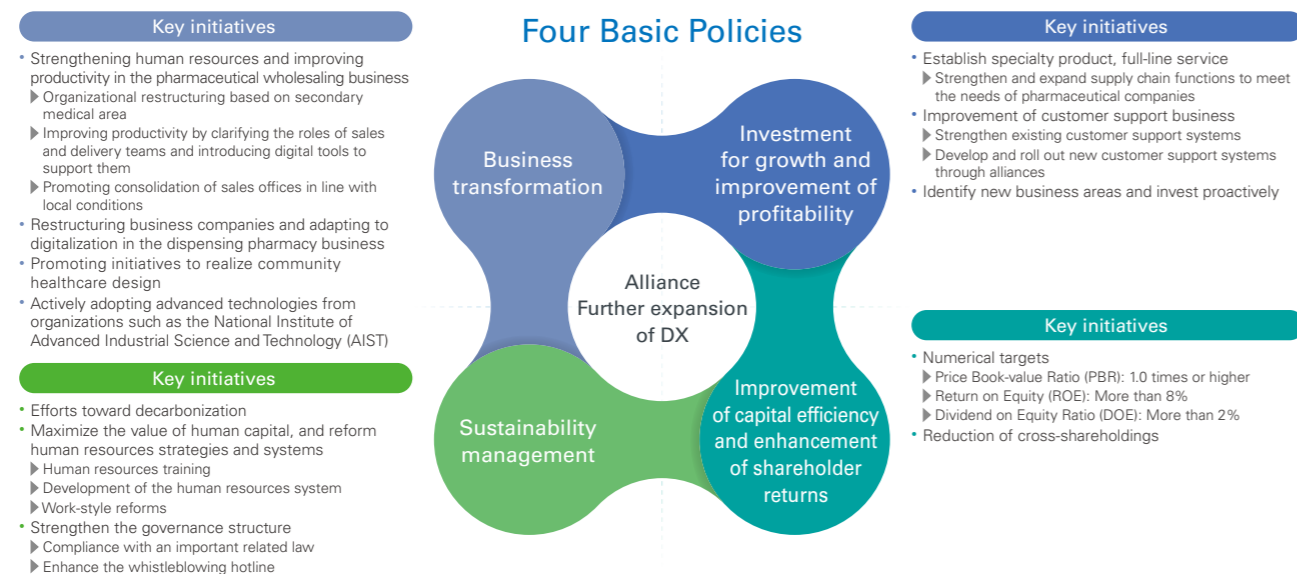 Four Basic Policies
Key initiatives
• Strengthening human resources and improving
productivity in the pharmaceutical wholesaling business
▶ Organizational restructuring based on secondary
medical area
▶ Improving productivity by clarifying the roles of sales
and delivery teams and introducing digital tools to
support them
▶ Promoting consolidation of sales offices in line with
local conditions
• Restructuring business companies and adapting to
digitalization in the dispensing pharmacy business
• Promoting initiatives to realize community
healthcare design
• Actively adopting advanced technologies from
organizations such as the National Institute of
Advanced Industrial Science and Technology (AIST)
Key initiatives
• Efforts toward decarbonization
• Maximize the value of human capital, and reform
human resources strategies and systems
▶ Human resources training
▶ Development of the human resources system
▶ Work-style reforms
• Strengthen the governance structure
▶ Compliance with an important related law
▶ Enhance the whistleblowing hotline
Business
transformation
Investment
for growth and
improvement of
profitability
Alliance
Further expansion
of DX
Sustainability
management
Improvement
of capital efficiency
and enhancement
of shareholder
returns
Key initiatives
• Establish specialty product, full-line service
▶ Strengthen and expand supply chain functions to meet
the needs of pharmaceutical companies
• Improvement of customer support business
▶ Strengthen existing customer support systems
▶ Develop and roll out new customer support systems
through alliances
• Identify new business areas and invest proactively
Key initiatives
• Numerical targets
▶ Price Book-value Ratio (PBR): 1.0 times or higher
▶ Return on Equity (ROE): More than 8%
▶ Dividend on Equity Ratio (DOE): More than 2%
• Reduction of cross-shareholdings